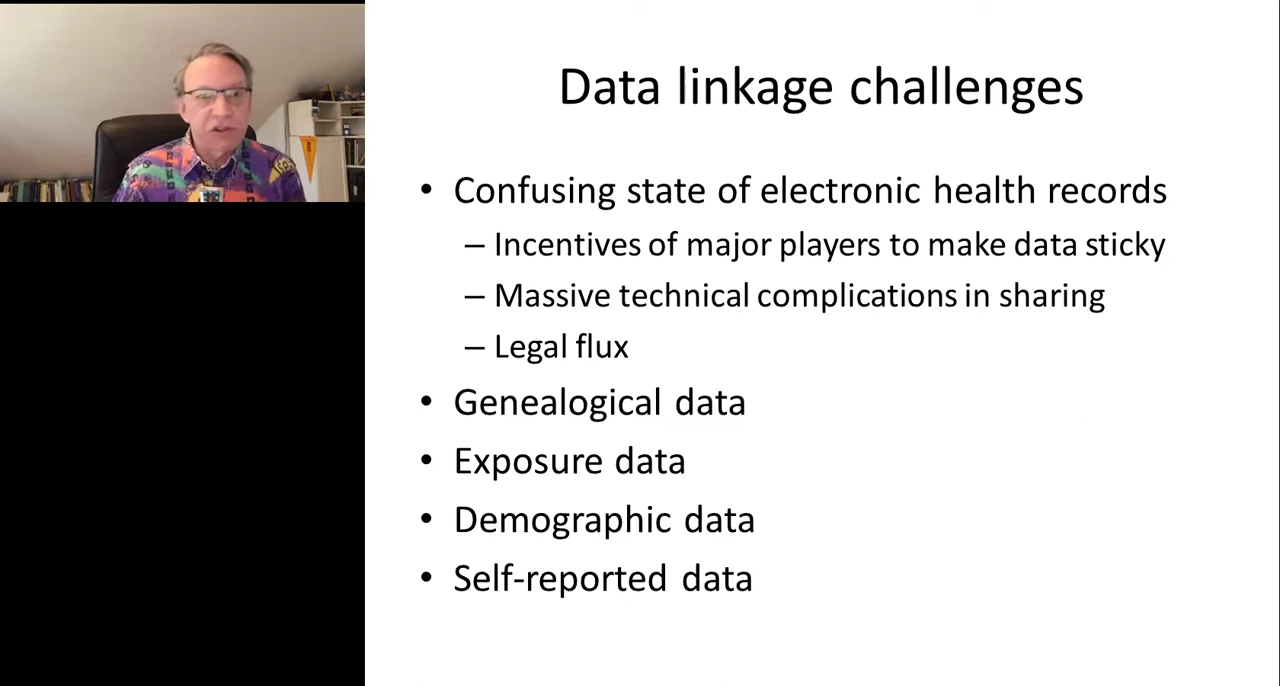 Data linkage challenges
• Confusing state of electronic health records
– Incentives of major players to make data sticky
– Massive technical complications in sharing
– Legal flux
• Genealogical data
• Exposure data
• Demographic data
• Self-reported data